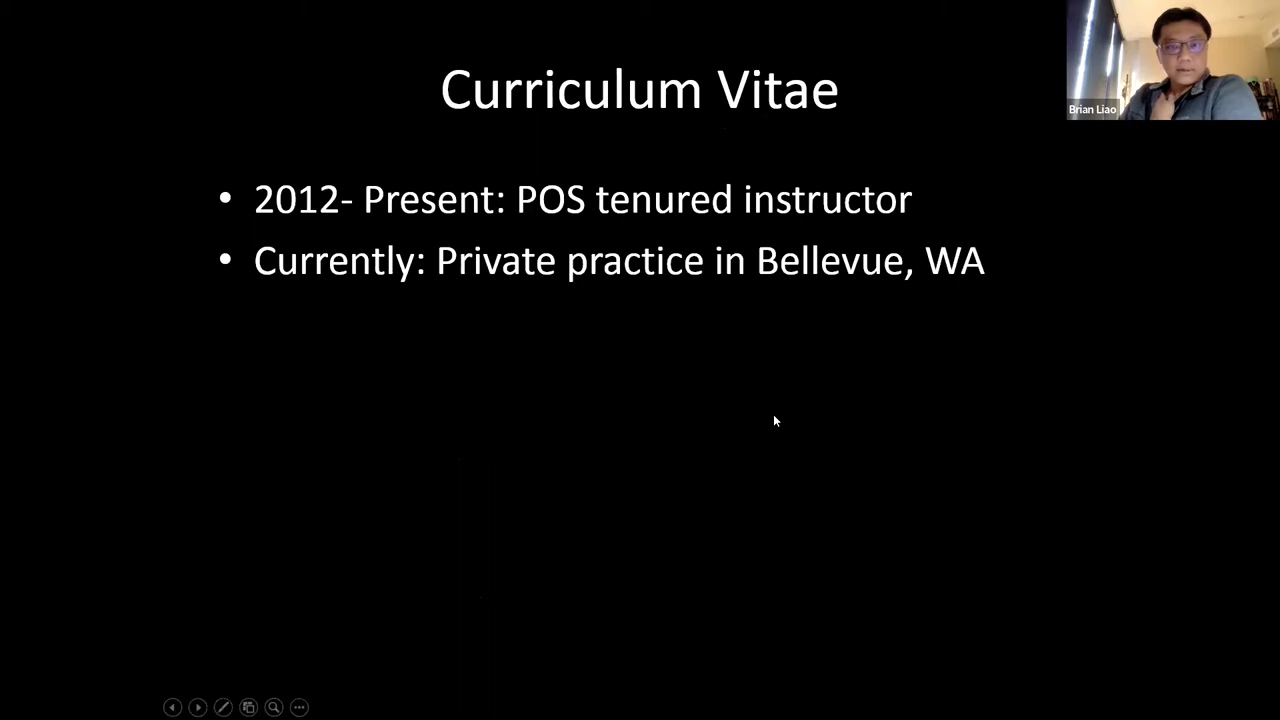 Curriculum Vitae
Brian Liao
• 2012- Present: POS tenured instructor
• Currently: Private practice in Bellevue, WA